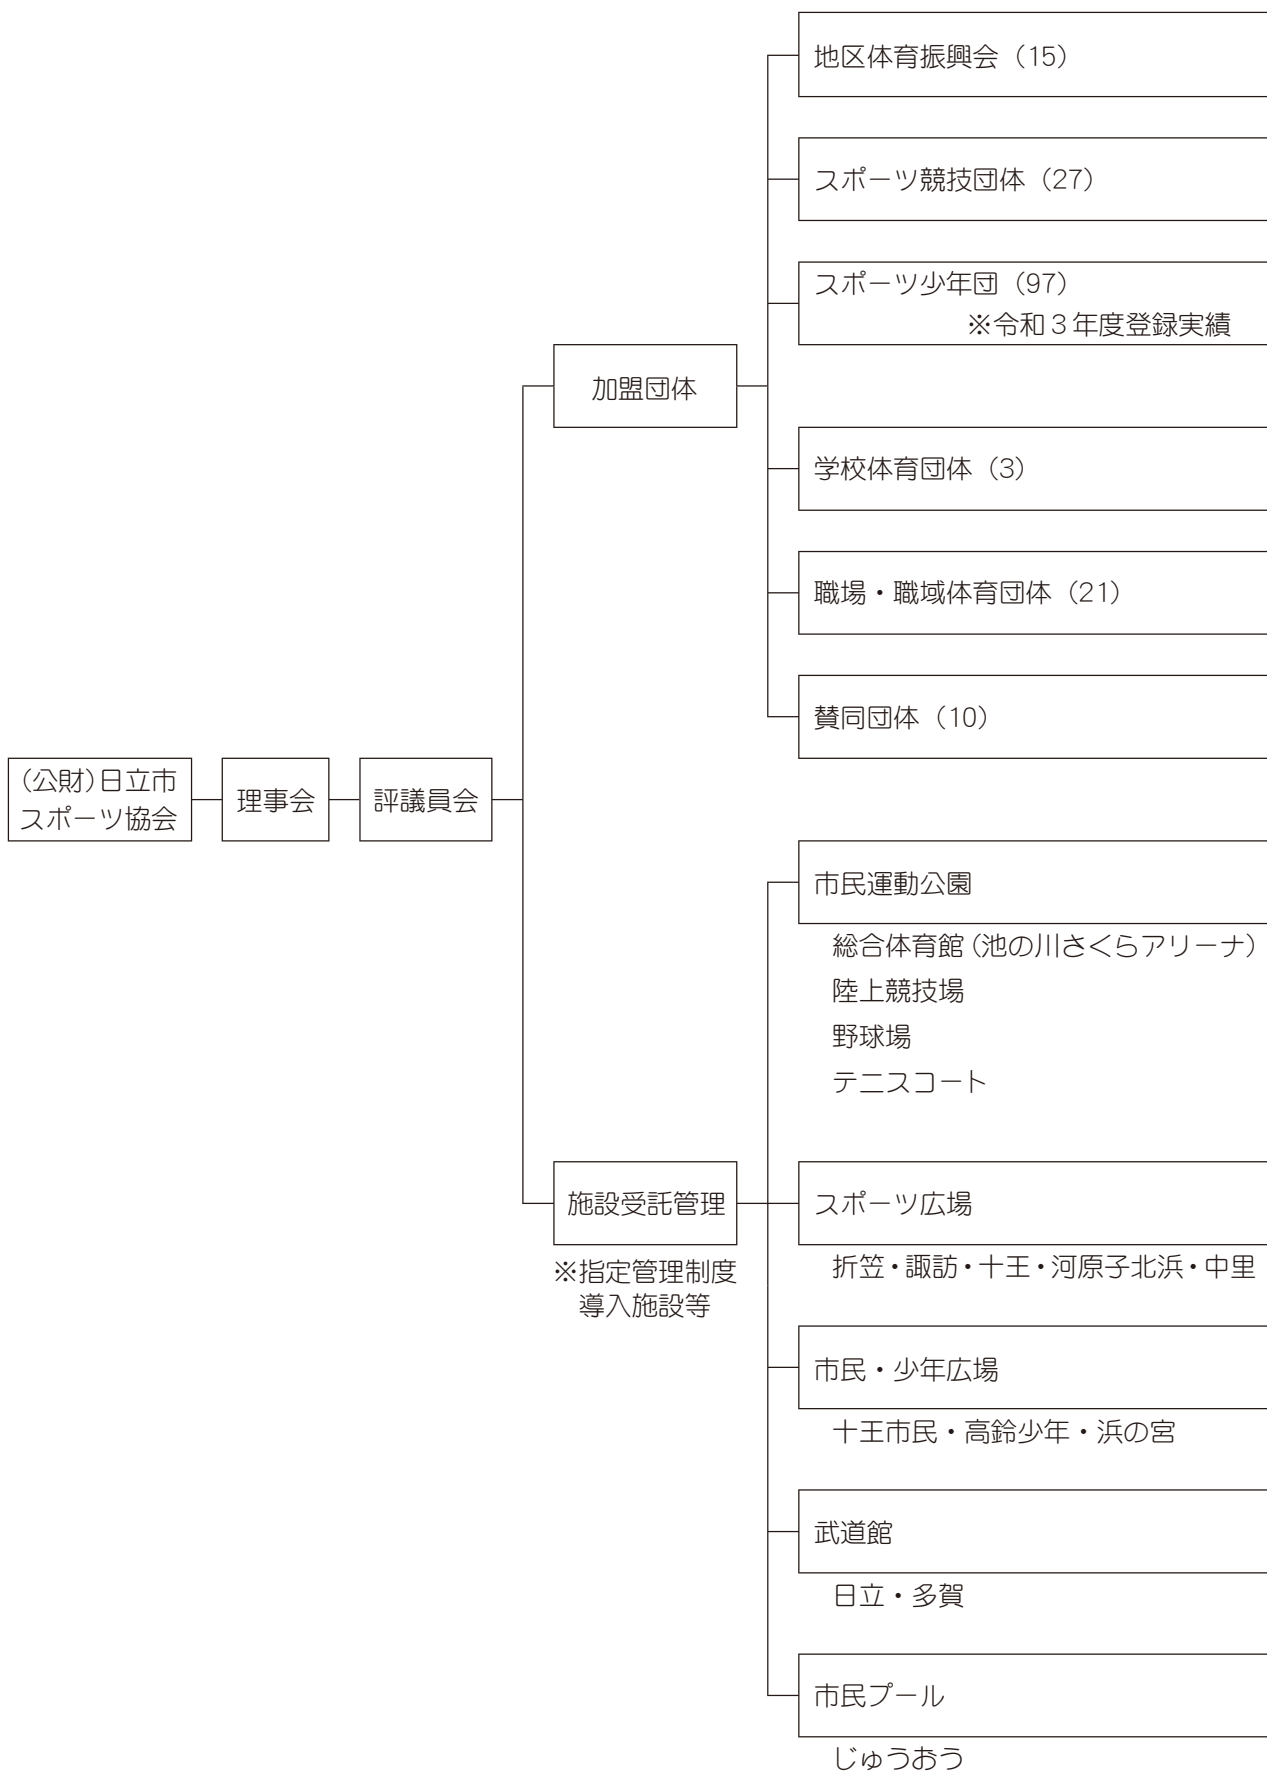 (公財)日立市
スポーツ協会
理事会
評議員会
加盟団体
地区体育振興会（15）
スポーツ競技団体（27）
スポーツ少年団（97）
※令和３年度登録実績
学校体育団体（3）
職場・職域体育団体（21）
賛同団体（10）
施設受託管理
※指定管理制度
導入施設等
市民運動公園
総合体育館（池の川さくらアリーナ）
陸上競技場
野球場
テニスコート
スポーツ広場
折笠・諏訪・十王・河原子北浜・中里
市民・少年広場
十王市民・高鈴少年・浜の宮
武道館
日立・多賀
市民プール
じゅうおう